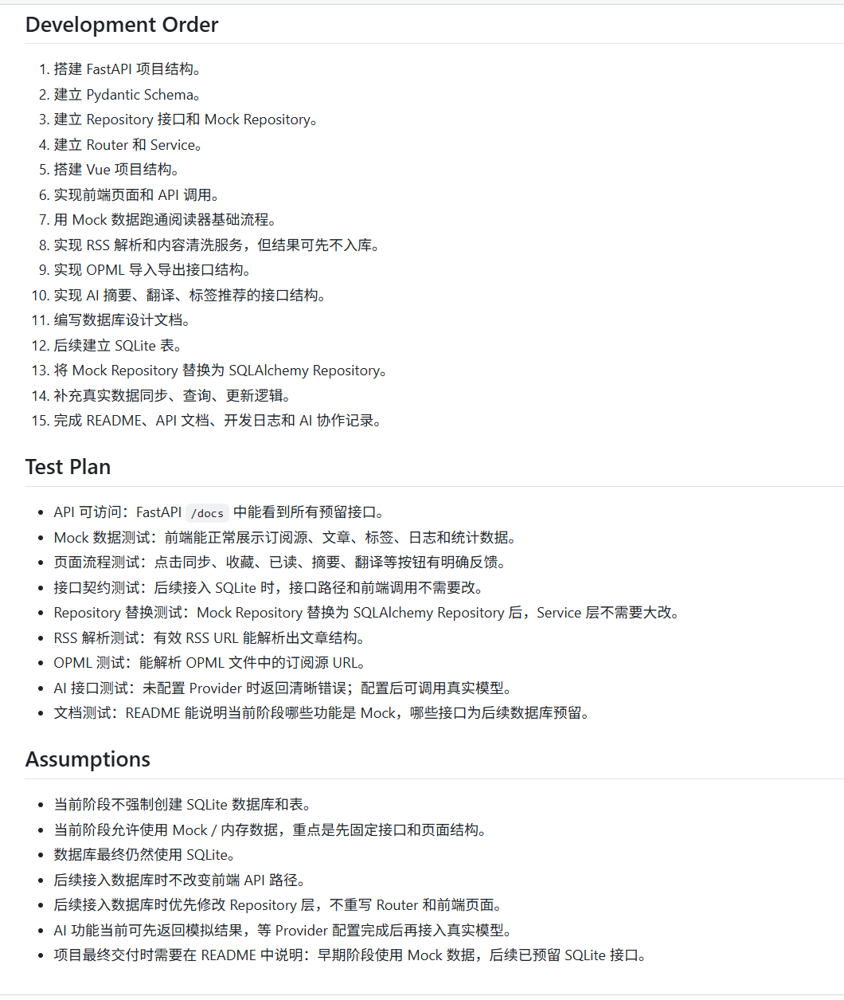 Development Order
1. 搭建 FastAPI 项目结构。
2. 建立 Pydantic Schema。
3. 建立 Repository 接口和 Mock Repository。
4. 建立 Router 和 Service。
5. 搭建 Vue 项目结构。
6. 实现前端页面和 API 调用。
7. 用 Mock 数据跑通阅读器基础流程。
8. 实现 RSS 解析和内容清洗服务，但结果可先不入库。
9. 实现 OPML 导入导出接口结构。
10. 实现 AI 摘要、翻译、标签推荐的接口结构。
11. 编写数据库设计文档。
12. 后续建立 SQLite 表。
13. 将 Mock Repository 替换为 SQLAlchemy Repository。
14. 补充真实数据同步、查询、更新逻辑。
15. 完成 README、API 文档、开发日志和 AI 协作记录。
Test Plan
• API 可访问：FastAPI /docs 中能看到所有预留接口。
• Mock 数据测试：前端能正常展示订阅源、文章、标签、日志和统计数据。
• 页面流程测试：点击同步、收藏、已读、摘要、翻译等按钮有明确反馈。
• 接口契约测试：后续接入 SQLite 时，接口路径和前端调用不需要改。
• Repository 替换测试：Mock Repository 替换为 SQLAlchemy Repository 后，Service 层不需要大改。
• RSS 解析测试：有效 RSS URL 能解析出文章结构。
• OPML 测试：能解析 OPML 文件中的订阅源 URL。
• AI 接口测试：未配置 Provider 时返回清晰错误；配置后可调用真实模型。
• 文档测试：README 能说明当前阶段哪些功能是 Mock，哪些接口为后续数据库预留。
Assumptions
• 当前阶段不强制创建 SQLite 数据库和表。
• 当前阶段允许使用 Mock / 内存数据，重点是先固定接口和页面结构。
• 数据库最终仍然使用 SQLite。
• 后续接入数据库时不改变前端 API 路径。
• 后续接入数据库时优先修改 Repository 层，不重写 Router 和前端页面。
• AI 功能当前可先返回模拟结果，等 Provider 配置完成后再接入真实模型。
• 项目最终交付时需要在 README 中说明：早期阶段使用 Mock 数据，后续已预留 SQLite 接口。